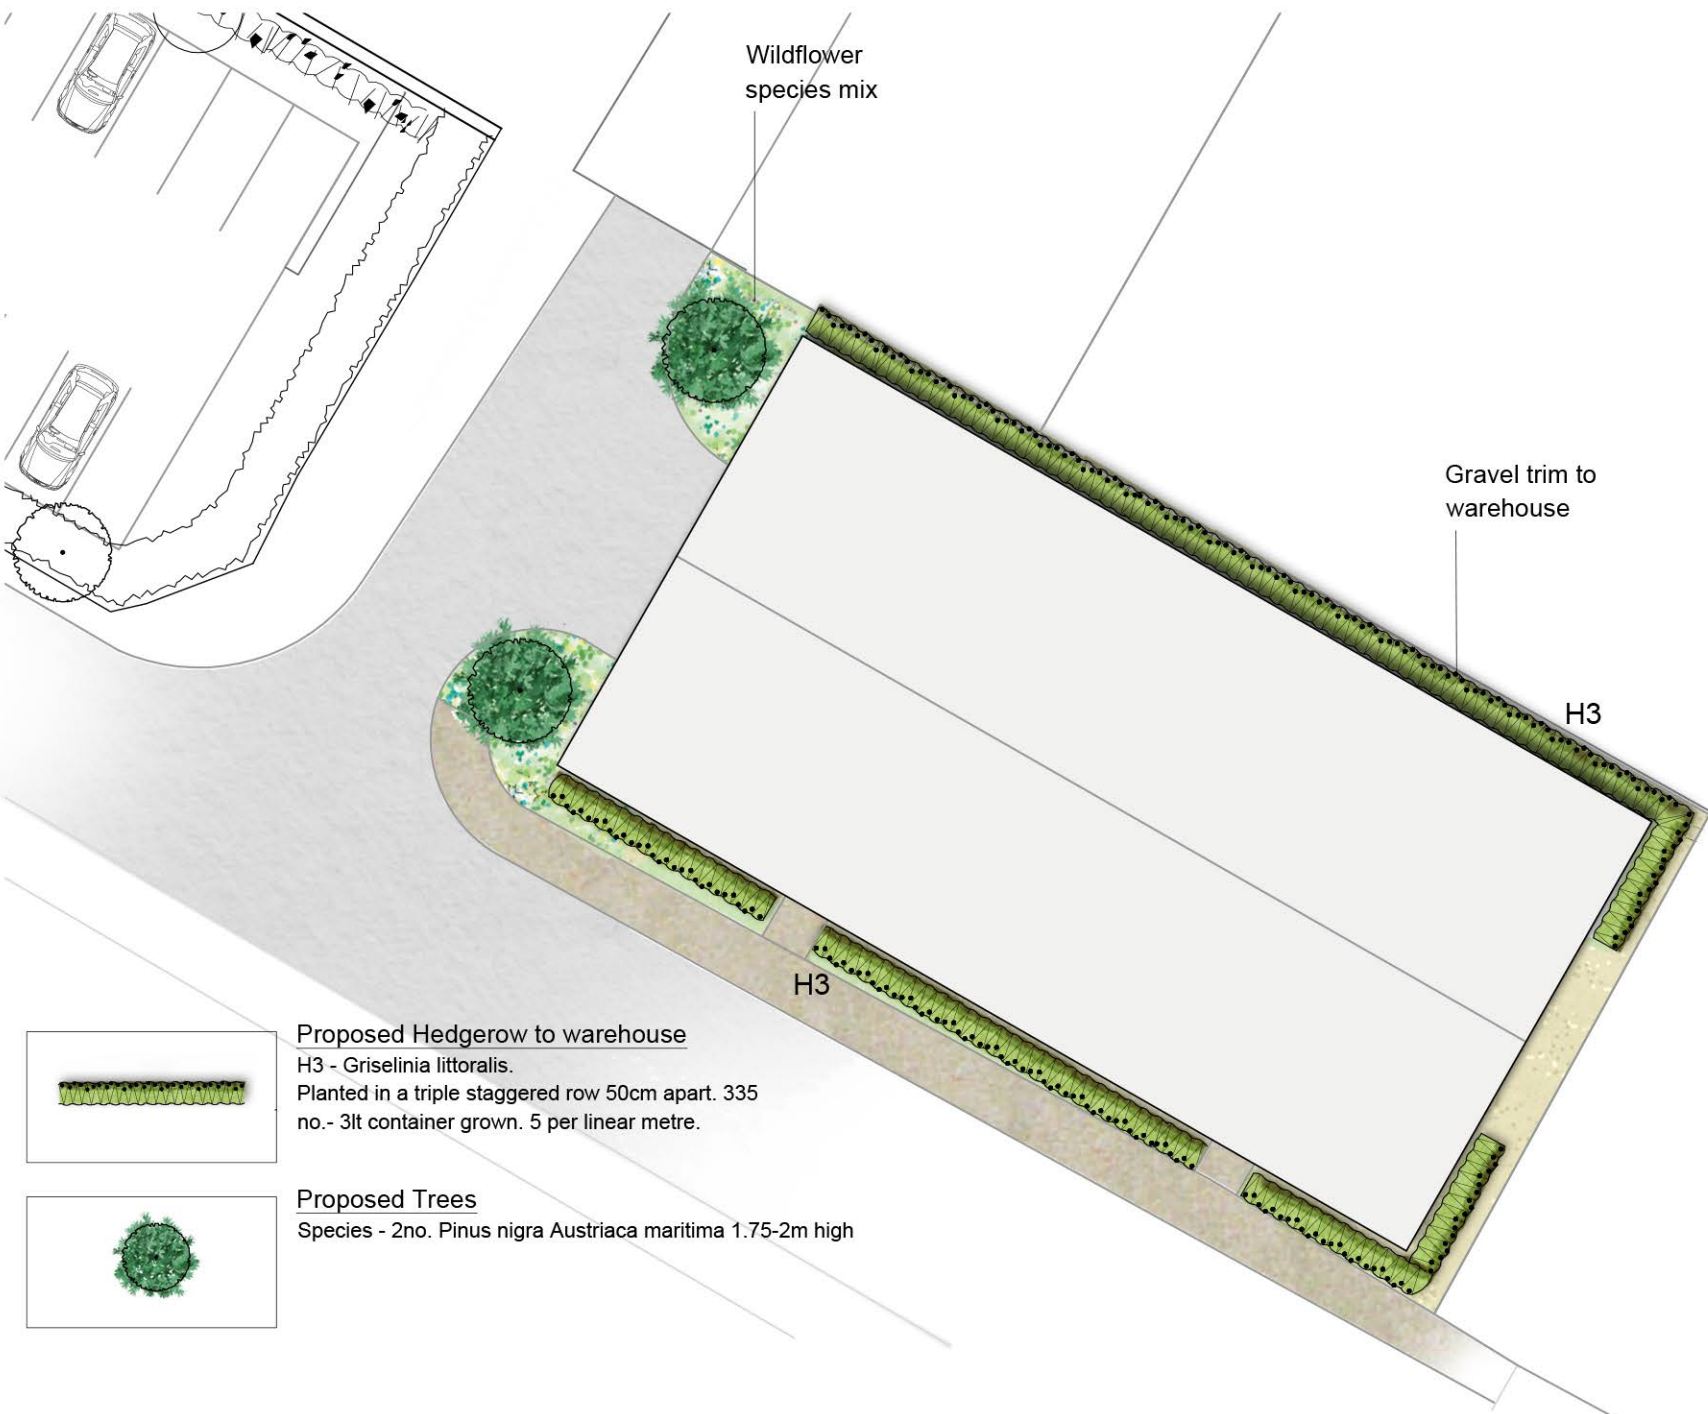 Wildflower
species mix
Gravel trim to
warehouse
H3
H3
Proposed Hedgerow to warehouse
H3 - Griselinia littoralis.
Planted in a triple staggered row 50cm apart. 335
no.- 3lt container grown. 5 per linear metre.
Proposed Trees
Species - 2no. Pinus nigra Austriaca maritima 1.75-2m high